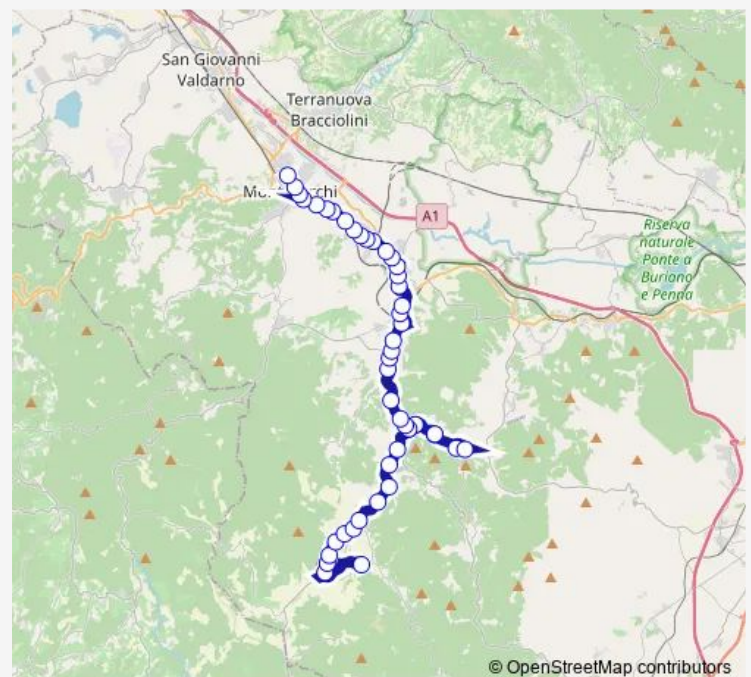 San Giovanni
Valdarno
Terranuova
Bracciolini
A1
Riserva
naturale
Ponte a
Buriano
e Penna
© OpenStreetMap contributors